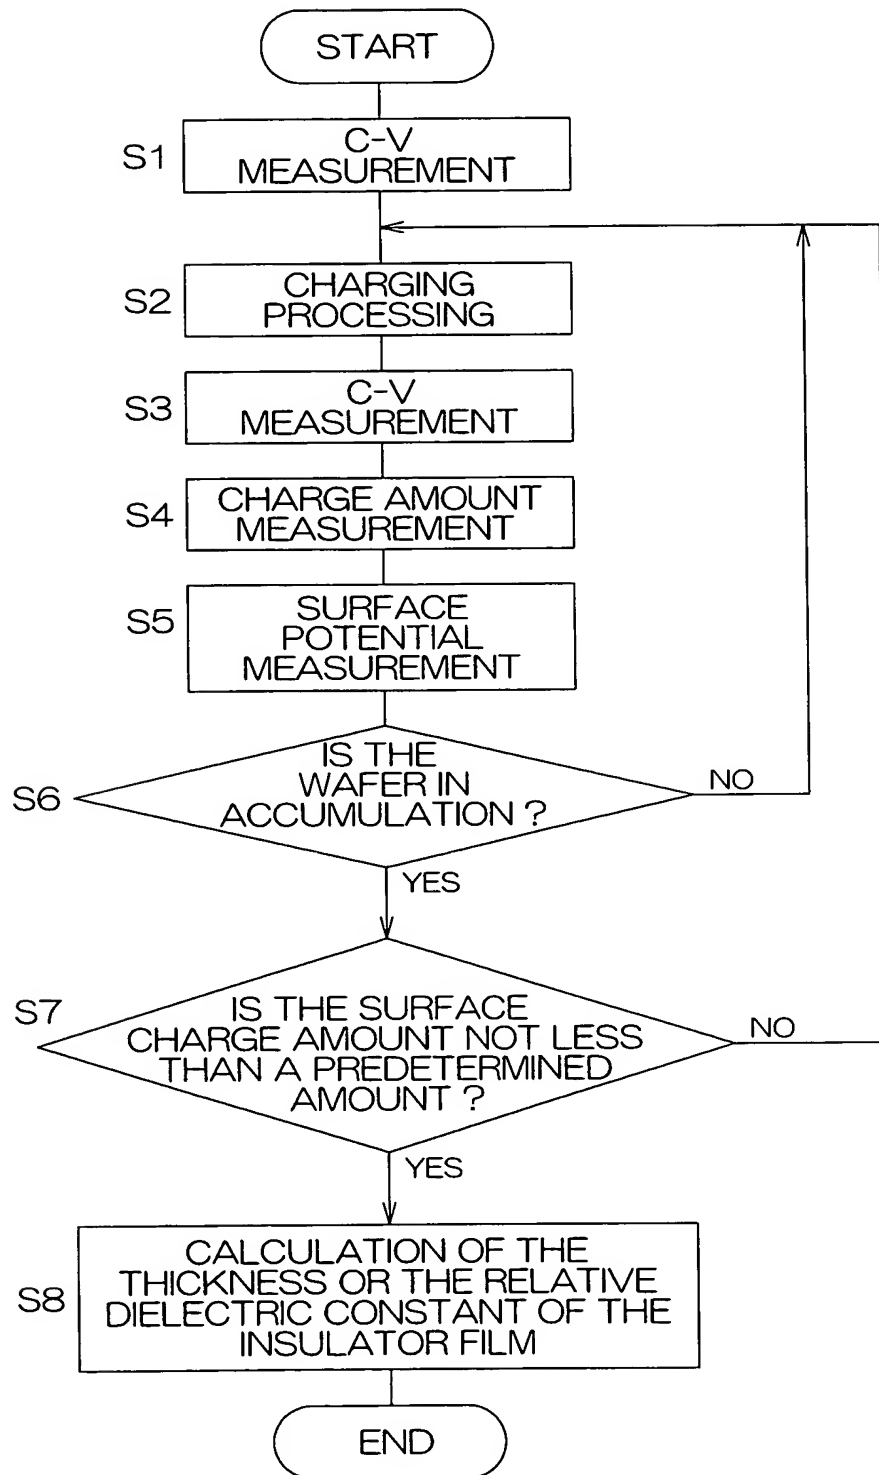 START
S1
C-V
MEASUREMENT
S2
CHARGING
PROCESSING
S3
C-V
MEASUREMENT
S4
CHARGE AMOUNT
MEASUREMENT
S5
SURFACE
POTENTIAL
MEASUREMENT
S6
IS THE
WAFER IN
ACCUMULATION ?
NO
YES
S7
IS THE SURFACE
CHARGE AMOUNT NOT LESS
THAN A PREDETERMINED
AMOUNT ?
NO
YES
S8
CALCULATION OF THE
THICKNESS OR THE RELATIVE
DIELECTRIC CONSTANT OF THE
INSULATOR FILM
END